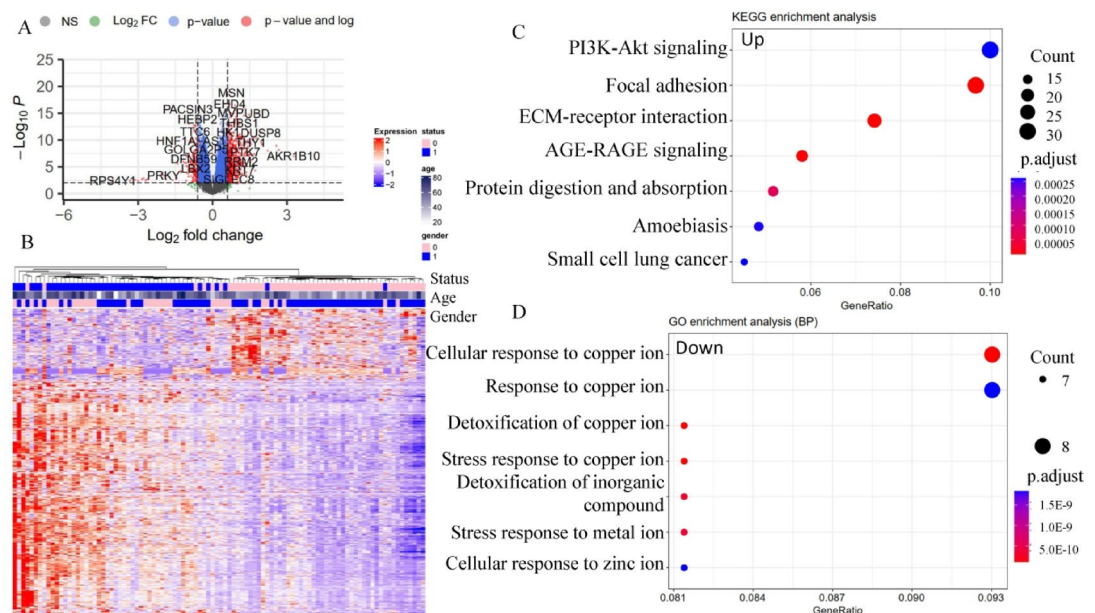 A
NS
Log2 FC
p-value
p – value and log
25
20
15
10
5
0
– Log10 P
MSN
EHD4
PACSIN3
MVPUBD
HEBP2
THBS1
TTC6
HK1DUSP8
THY1
PTK7
AKR1B10
RRM2
LBX2
PRKY
RPS4Y1
−6
−3
0
3
Log2 fold change
Expression
2
1
0
−1
−2
status
0
1
age
80
60
40
20
gender
0
1
B
Status
Age
Gender
C
KEGG enrichment analysis
Up
PI3K-Akt signaling
Focal adhesion
ECM-receptor interaction
AGE-RAGE signaling
Protein digestion and absorption
Amoebiasis
Small cell lung cancer
0.06
0.08
0.10
GeneRatio
Count
15
20
25
30
p.adjust
0.00025
0.00020
0.00015
0.00010
0.00005
D
GO enrichment analysis (BP)
Down
Cellular response to copper ion
Response to copper ion
Detoxification of copper ion
Stress response to copper ion
Detoxification of inorganic
compound
Stress response to metal ion
Cellular response to zinc ion
0.081
0.084
0.087
0.090
0.093
GeneRatio
Count
7
8
p.adjust
1.5E-9
1.0E-9
5.0E-10